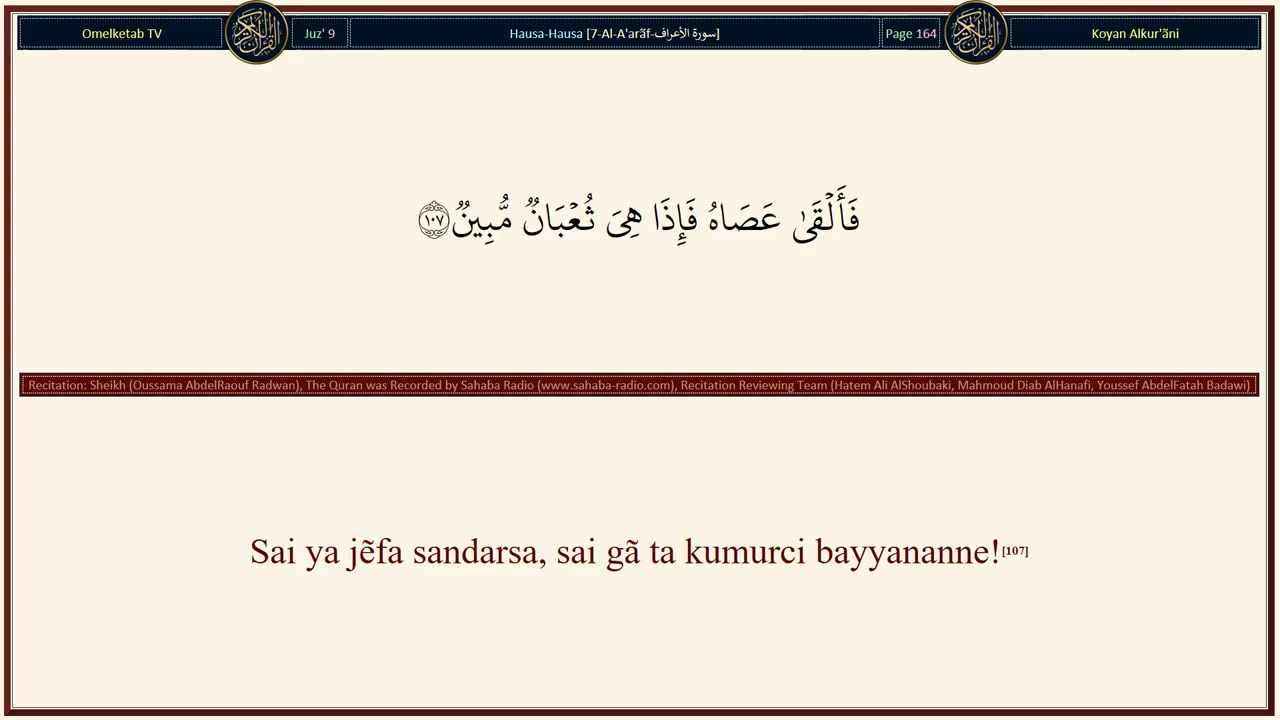 Omelketab TV
Juz' 9
Hausa-Hausa [7-Al-A'arãf-سورة الأعراف]
Page 164
Koyan Alƙur'ãni
فَأَلْقَىٰ عَصَاهُ فَإِذَا هِىَ ثُعْبَانٌ مُّبِينٌ ١٠٧
Recitation: Sheikh (Oussama AbdelRaouf Radwan), The Quran was Recorded by Sahaba Radio (www.sahaba-radio.com), Recitation Reviewing Team (Hatem Ali AlShoubaki, Mahmoud Diab AlHanafi, Youssef AbdelFatah Badawi)
Sai ya jẽfa sandarsa, sai gã ta kumurci bayyananne![107]